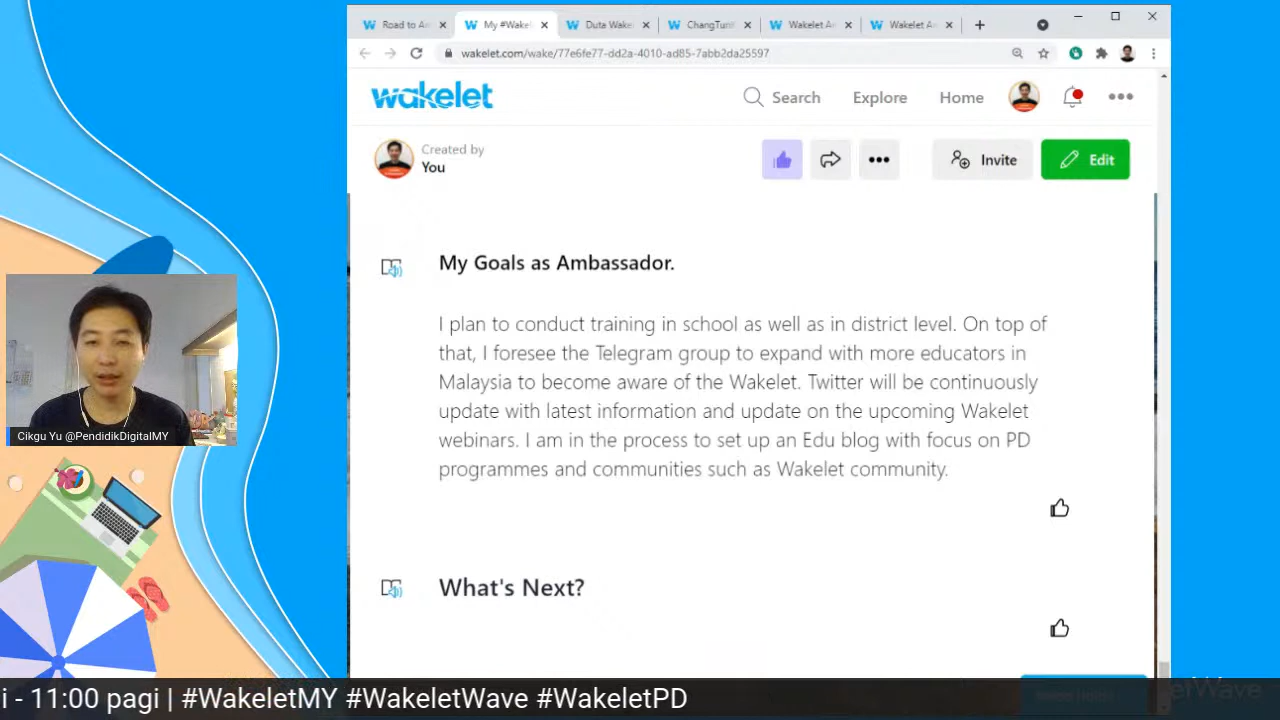 Road to Am
My #Wakel
Duta Wake
ChangTunF
Wakelet Ar
Wakelet Ar
wakelet.com/wake/77e6fe77-dd2a-4010-ad85-7abb2da25597
wakelet
Search
Explore
Home
Created by
You
Invite
Edit
My Goals as Ambassador.
I plan to conduct training in school as well as in district level. On top of
that, I foresee the Telegram group to expand with more educators in
Malaysia to become aware of the Wakelet. Twitter will be continuously
update with latest information and update on the upcoming Wakelet
webinars. I am in the process to set up an Edu blog with focus on PD
programmes and communities such as Wakelet community.
What's Next?
Cikgu Yu @PendidikDigitalMY
i - 11:00 pagi | #WakeletMY #WakeletWave #WakeletPD